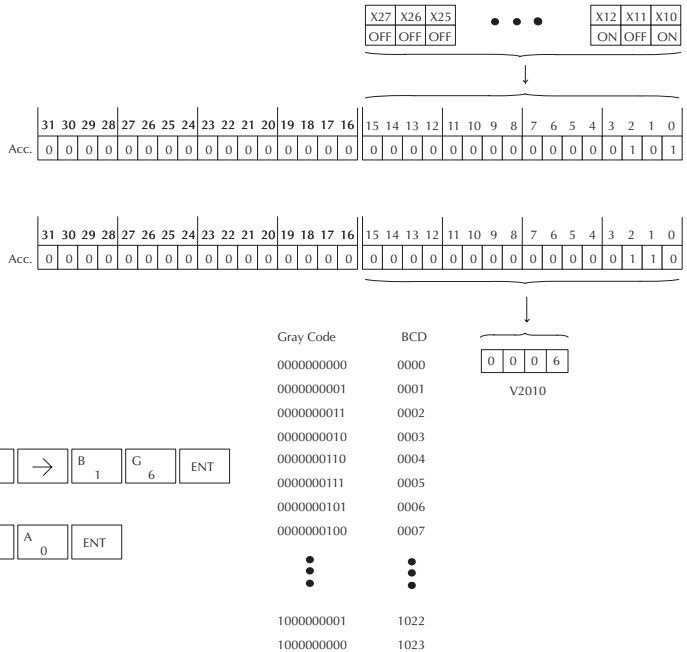 X27 X26 X25 X12 X11 X10
OFF OFF OFF ON OFF ON
31 30 29 28 27 26 25 24 23 22 21 20 19 18 17 16 15 14 13 12 11 10 9 8 7 6 5 4 3 2 1 0
Acc. 0 0 0 0 0 0 0 0 0 0 0 0 0 0 0 0 0 0 0 0 0 0 0 0 0 0 0 0 0 1 0 1
31 30 29 28 27 26 25 24 23 22 21 20 19 18 17 16 15 14 13 12 11 10 9 8 7 6 5 4 3 2 1 0
Acc. 0 0 0 0 0 0 0 0 0 0 0 0 0 0 0 0 0 0 0 0 0 0 0 0 0 0 0 0 0 1 1 0
Gray Code BCD
0000000000 0000
0000000001 0001
0000000011 0002
0000000010 0003
0000000110 0004
0000000111 0005
0000000101 0006
0000000100 0007
1000000001 1022
1000000000 1023
0 0 0 6
V2010
→ B 1 G 6 ENT
A 0 ENT